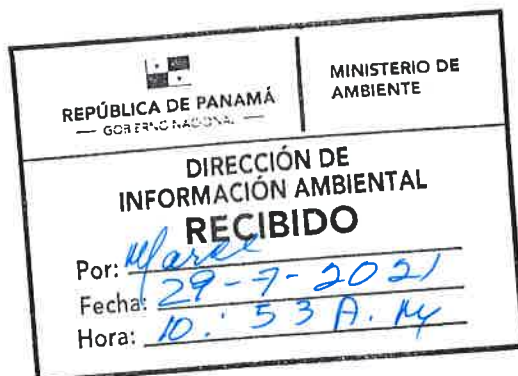 REPÚBLICA DE PANAMÁ
— GOBIERNO NACIONAL —
MINISTERIO DE
AMBIENTE
DIRECCIÓN DE
INFORMACIÓN AMBIENTAL
RECIBIDO
Por:
Fecha: 29-7-2021
Hora: 10:53 A.M